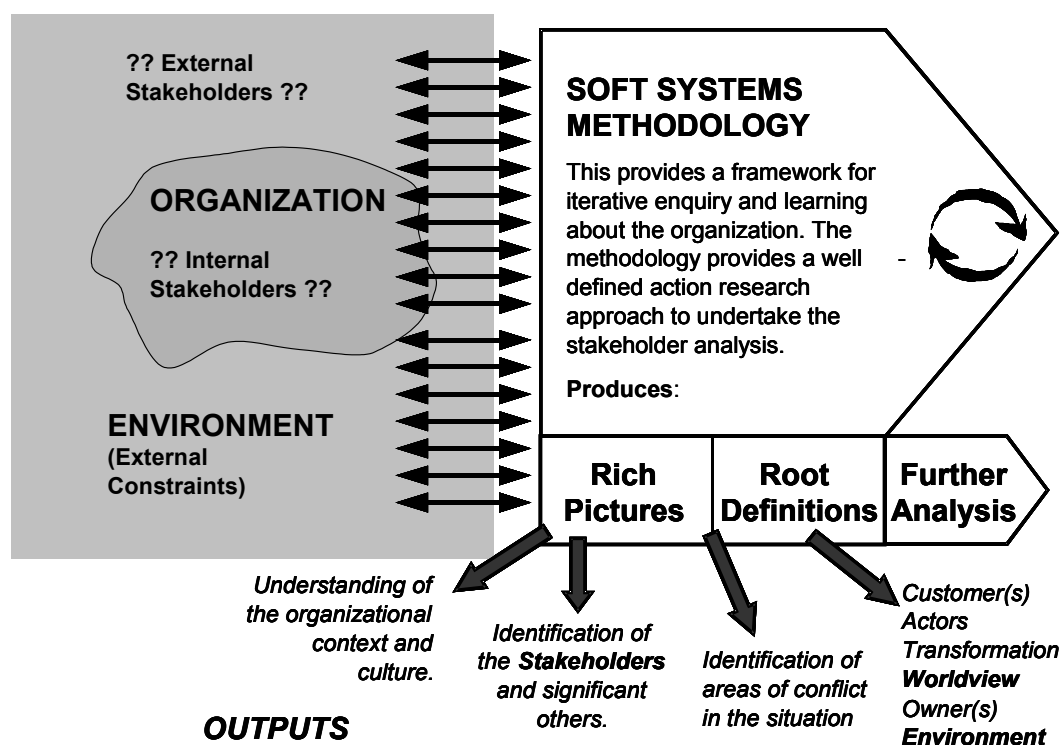 ?? External
Stakeholders ??
ORGANIZATION
?? Internal
Stakeholders ??
ENVIRONMENT
(External
Constraints)
SOFT SYSTEMS
METHODOLOGY
This provides a framework for
iterative enquiry and learning
about the organization. The
methodology provides a well -
defined action research
approach to undertake the
stakeholder analysis.
Produces:
Rich
Pictures
Root
Definitions
Further
Analysis
Understanding of
the organizational
context and
culture.
Identification of
the Stakeholders
and significant
others.
Identification of
areas of conflict
in the situation
Customer(s)
Actors
Transformation
Worldview
Owner(s)
Environment
OUTPUTS